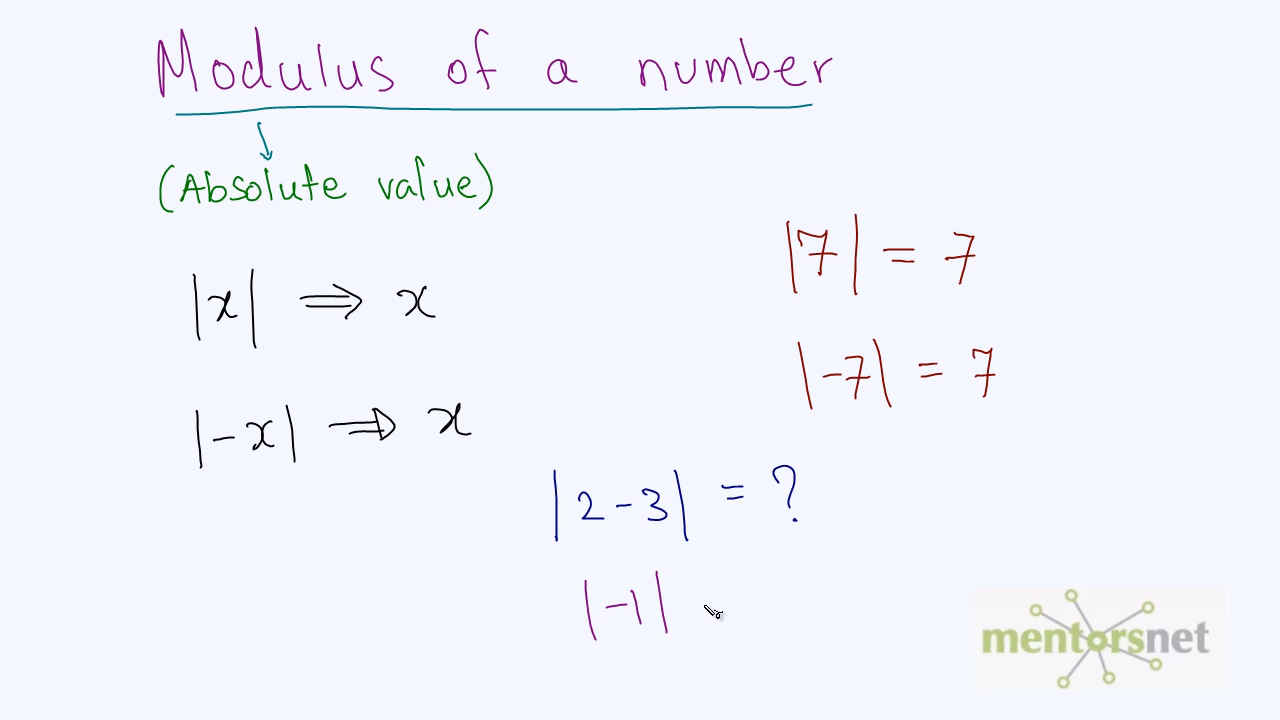 Modulus of a number
(Absolute value)
|7| = 7
|x| ⇒ x
|-7| = 7
|-x| ⇒ x
|2-3| = ?
|-1|
mentorsnet